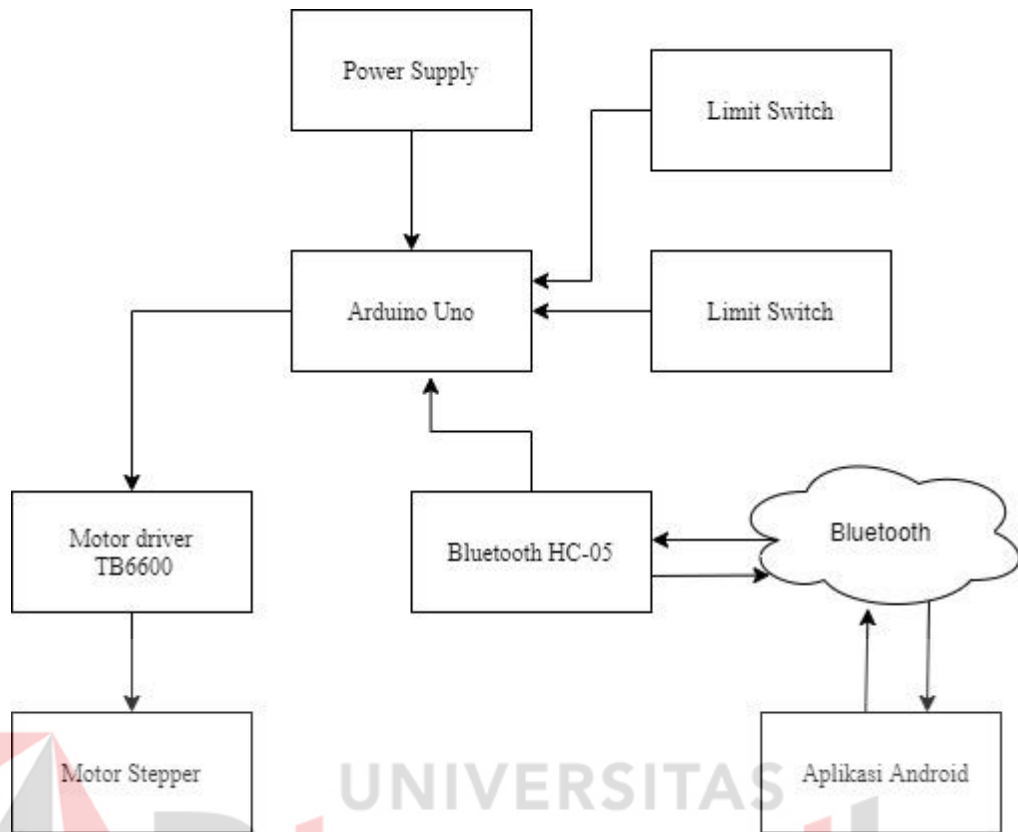 Power Supply
Limit Switch
Arduino Uno
Limit Switch
Motor driver
TB6600
Bluetooth HC-05
Bluetooth
Motor Stepper
Aplikasi Android
UNIVERSITAS